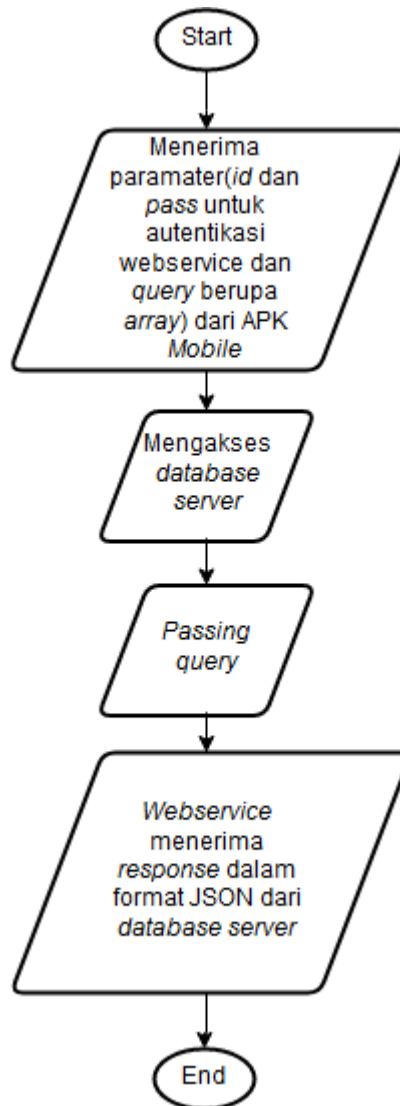 Start
Menerima
paramater(id dan
pass untuk
autentikasi
webservice dan
query berupa
array) dari APK
Mobile
Mengakses
database
server
Passing
query
Webservice
menerima
response dalam
format JSON dari
database server
End